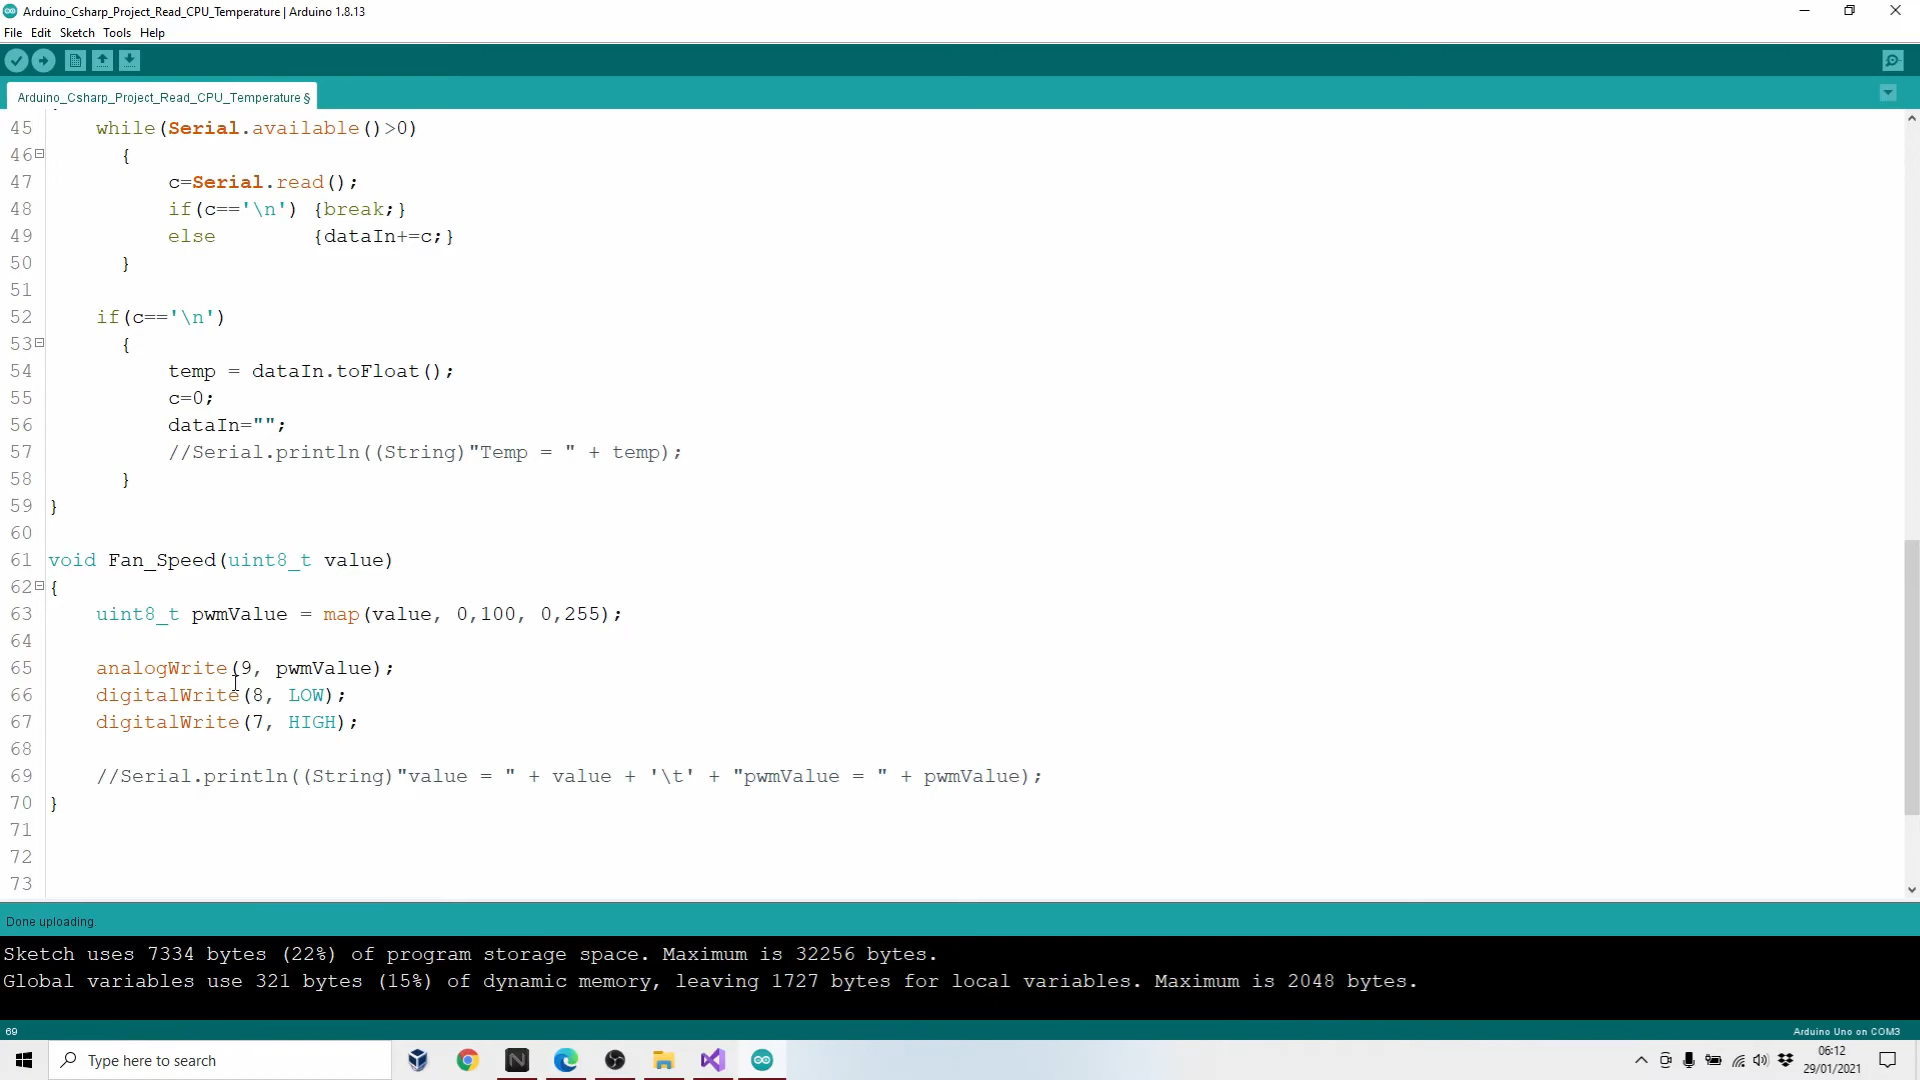 Arduino_Csharp_Project_Read_CPU_Temperature | Arduino 1.8.13
File Edit Sketch Tools Help
Arduino_Csharp_Project_Read_CPU_Temperature §
45 while(Serial.available()>0)
46 {
47 c=Serial.read();
48 if(c=='\n') {break;}
49 else {dataIn+=c;}
50 }
51
52 if(c=='\n')
53 {
54 temp = dataIn.toFloat();
55 c=0;
56 dataIn="";
57 //Serial.println((String)"Temp = " + temp);
58 }
59 }
60
61 void Fan_Speed(uint8_t value)
62 {
63 uint8_t pwmValue = map(value, 0,100, 0,255);
64
65 analogWrite(9, pwmValue);
66 digitalWrite(8, LOW);
67 digitalWrite(7, HIGH);
68
69 //Serial.println((String)"value = " + value + '\t' + "pwmValue = " + pwmValue);
70 }
71
72
73
Done uploading.
Sketch uses 7334 bytes (22%) of program storage space. Maximum is 32256 bytes.
Global variables use 321 bytes (15%) of dynamic memory, leaving 1727 bytes for local variables. Maximum is 2048 bytes.
69 Arduino Uno on COM3
Type here to search
06:12
29/01/2021